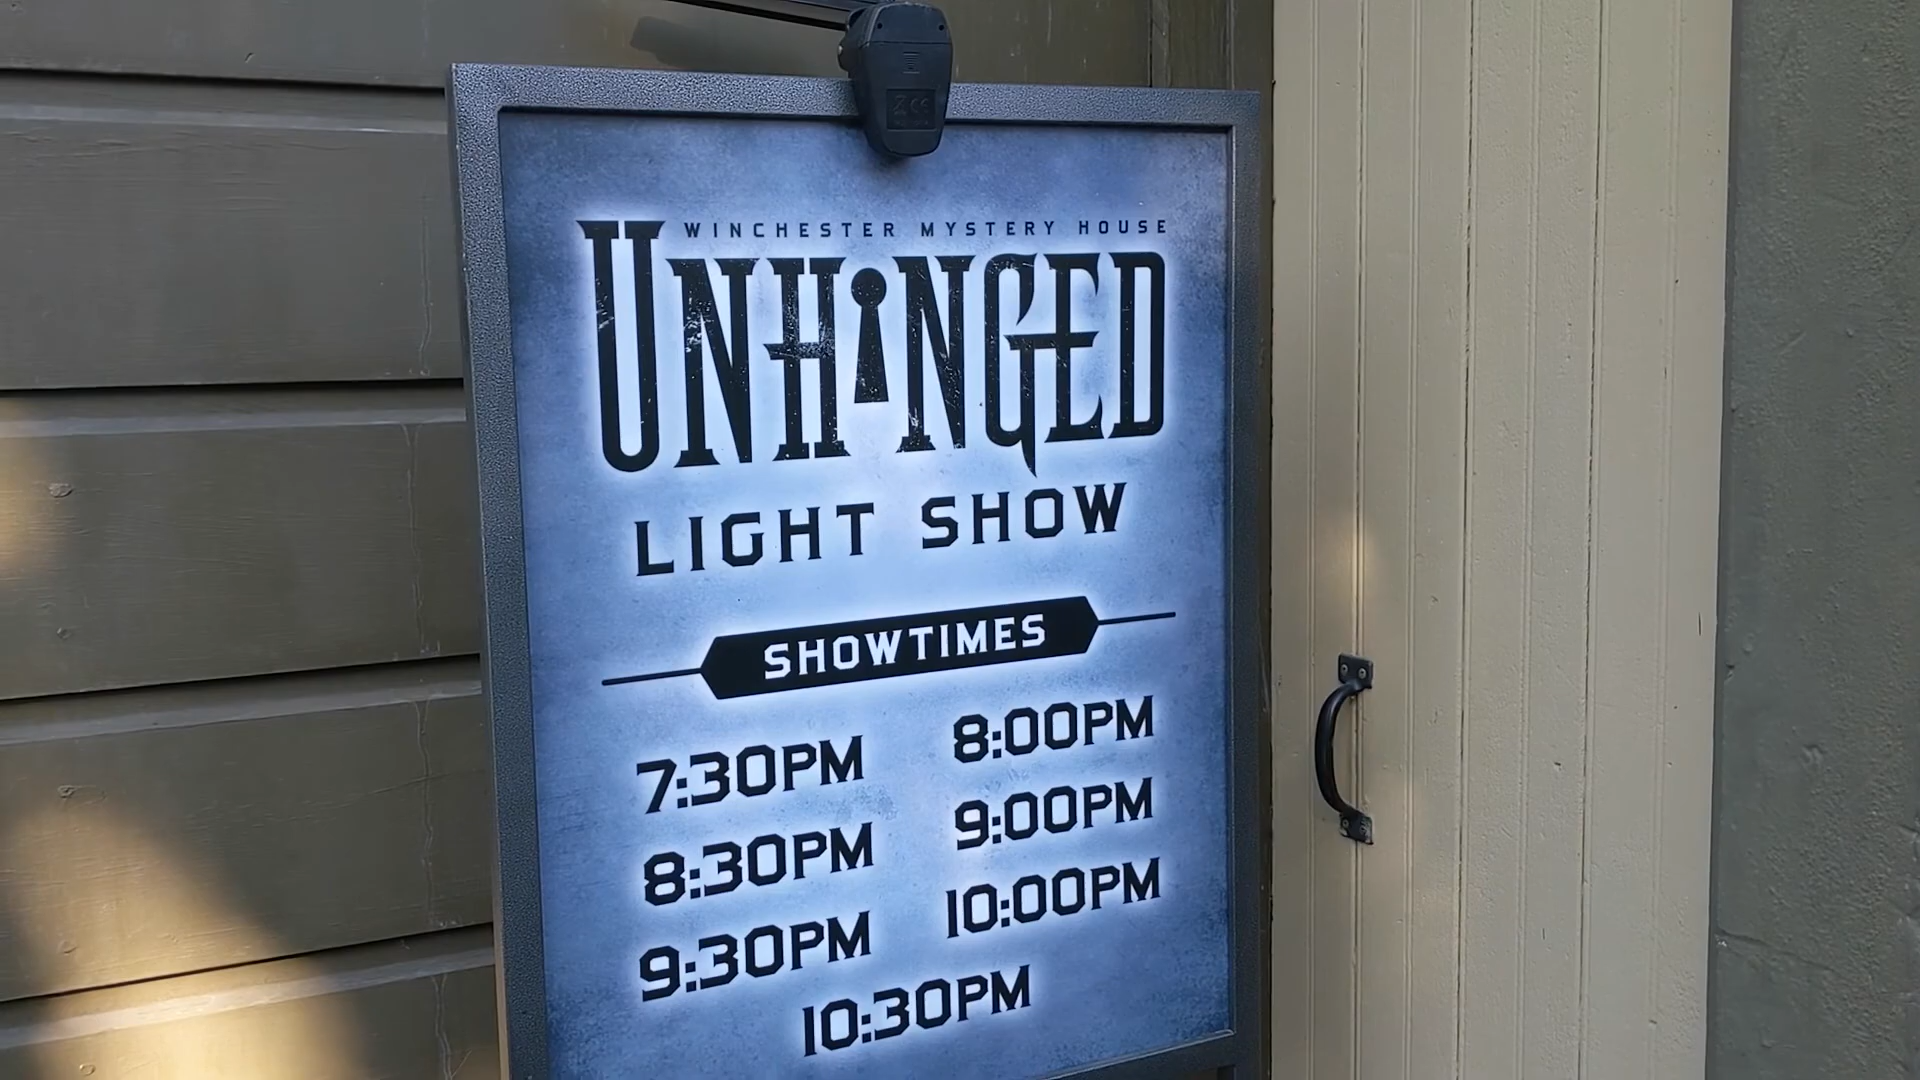 WINCHESTER MYSTERY HOUSE
UNHINGED
LIGHT SHOW
SHOWTIMES
7:30PM 8:00PM
8:30PM 9:00PM
9:30PM 10:00PM
10:30PM